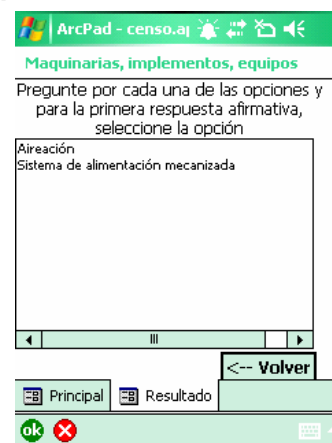 ArcPad - censo.a
Maquinarias, implementos, equipos
Pregunte por cada una de las opciones y
para la primera respuesta afirmativa,
seleccione la opción
Aireación
Sistema de alimentación mecanizada
<-- Volver
Principal Resultado
ok